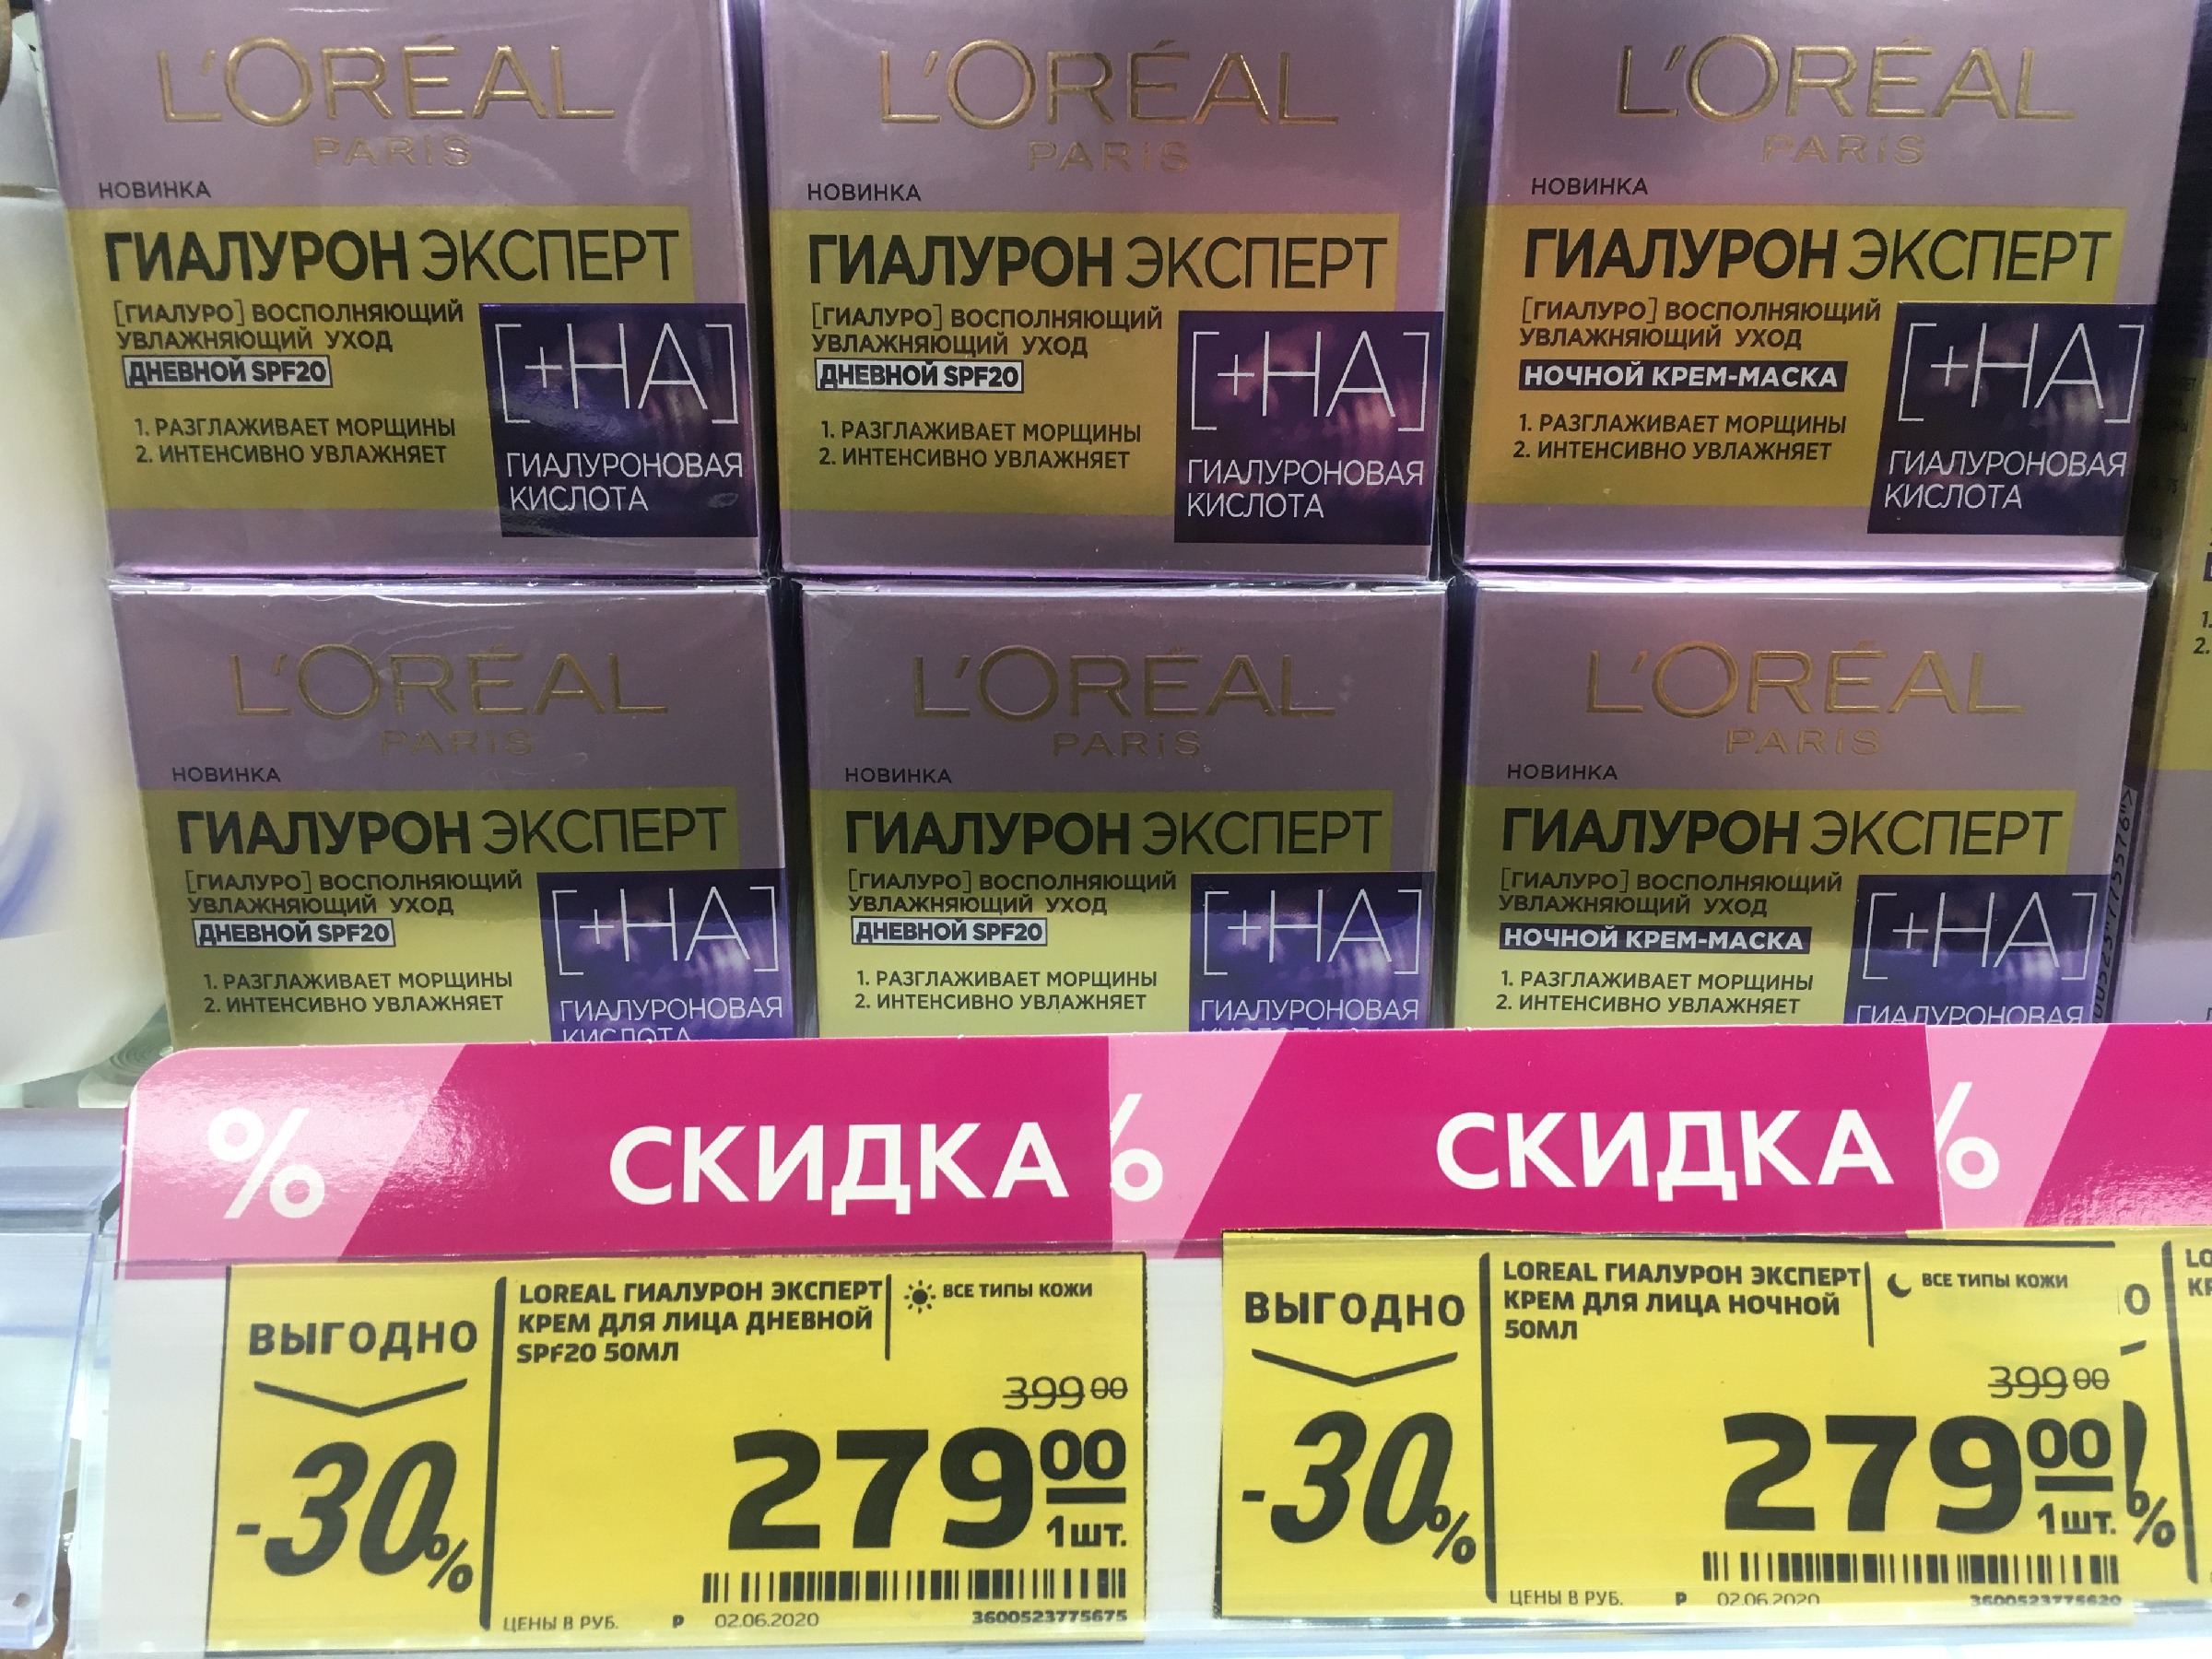 L'ORÉAL
PARIS
НОВИНКА
ГИАЛУРОН ЭКСПЕРТ
[ГИАЛУРО] ВОСПОЛНЯЮЩИЙ
УВЛАЖНЯЮЩИЙ УХОД
ДНЕВНОЙ SPF20
1. РАЗГЛАЖИВАЕТ МОРЩИНЫ
2. ИНТЕНСИВНО УВЛАЖНЯЕТ
[+HA]
ГИАЛУРОНОВАЯ
КИСЛОТА
L'ORÉAL
PARIS
НОВИНКА
ГИАЛУРОН ЭКСПЕРТ
[ГИАЛУРО] ВОСПОЛНЯЮЩИЙ
УВЛАЖНЯЮЩИЙ УХОД
ДНЕВНОЙ SPF20
1. РАЗГЛАЖИВАЕТ МОРЩИНЫ
2. ИНТЕНСИВНО УВЛАЖНЯЕТ
[+HA]
ГИАЛУРОНОВАЯ
КИСЛОТА
L'ORÉAL
PARIS
НОВИНКА
ГИАЛУРОН ЭКСПЕРТ
[ГИАЛУРО] ВОСПОЛНЯЮЩИЙ
УВЛАЖНЯЮЩИЙ УХОД
НОЧНОЙ КРЕМ-МАСКА
1. РАЗГЛАЖИВАЕТ МОРЩИНЫ
2. ИНТЕНСИВНО УВЛАЖНЯЕТ
[+HA]
ГИАЛУРОНОВАЯ
КИСЛОТА
1.
2.
L'ORÉAL
PARIS
НОВИНКА
ГИАЛУРОН ЭКСПЕРТ
[ГИАЛУРО] ВОСПОЛНЯЮЩИЙ
УВЛАЖНЯЮЩИЙ УХОД
ДНЕВНОЙ SPF20
1. РАЗГЛАЖИВАЕТ МОРЩИНЫ
2. ИНТЕНСИВНО УВЛАЖНЯЕТ
[+HA]
ГИАЛУРОНОВАЯ
КИСЛОТА
L'ORÉAL
PARIS
НОВИНКА
ГИАЛУРОН ЭКСПЕРТ
[ГИАЛУРО] ВОСПОЛНЯЮЩИЙ
УВЛАЖНЯЮЩИЙ УХОД
ДНЕВНОЙ SPF20
1. РАЗГЛАЖИВАЕТ МОРЩИНЫ
2. ИНТЕНСИВНО УВЛАЖНЯЕТ
[+HA]
ГИАЛУРОНОВАЯ
L'ORÉAL
PARIS
НОВИНКА
ГИАЛУРОН ЭКСПЕРТ
[ГИАЛУРО] ВОСПОЛНЯЮЩИЙ
УВЛАЖНЯЮЩИЙ УХОД
НОЧНОЙ КРЕМ-МАСКА
1. РАЗГЛАЖИВАЕТ МОРЩИНЫ
2. ИНТЕНСИВНО УВЛАЖНЯЕТ
[+HA]
ГИАЛУРОНОВАЯ
% СКИДКА % СКИДКА %
ВЫГОДНО
-30%
LOREAL ГИАЛУРОН ЭКСПЕРТ
КРЕМ ДЛЯ ЛИЦА ДНЕВНОЙ
SPF20 50МЛ
ВСЕ ТИПЫ КОЖИ
399 00
279 00
1 шт.
ЦЕНЫ В РУБ. Р 02.06.2020 3600523775675
ВЫГОДНО
-30%
LOREAL ГИАЛУРОН ЭКСПЕРТ
КРЕМ ДЛЯ ЛИЦА НОЧНОЙ
50МЛ
ВСЕ ТИПЫ КОЖИ
399 00
279 00
1 шт.
ЦЕНЫ В РУБ. Р 02.06.2020 3600523775620
О
%
LO
КР